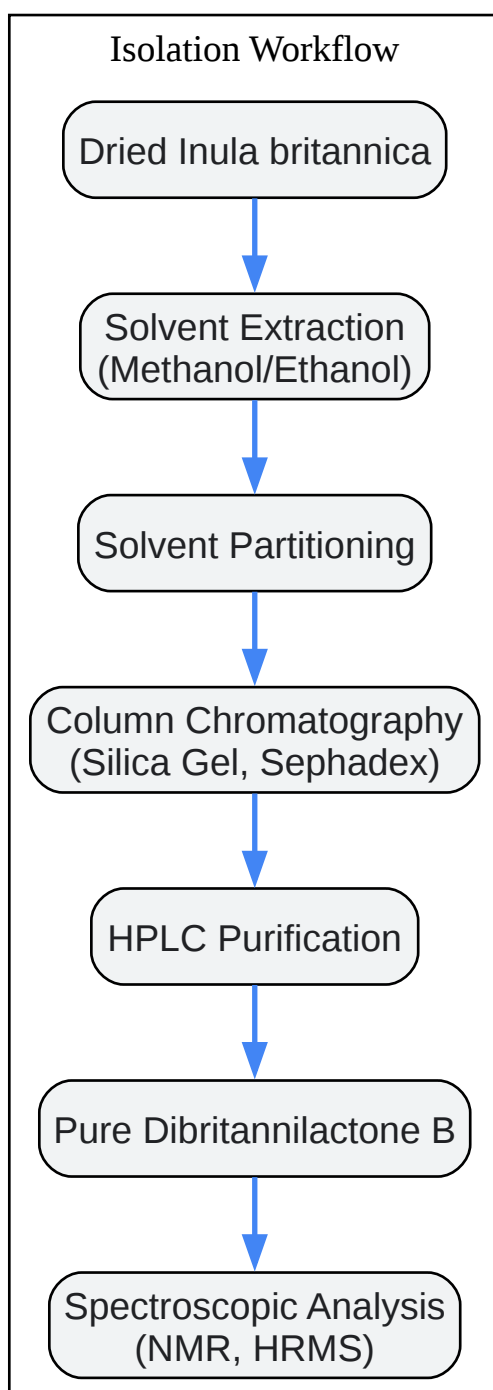 Isolation Workflow
Dried Inula britannica
Solvent Extraction
(Methanol/Ethanol)
Solvent Partitioning
Column Chromatography
(Silica Gel, Sephadex)
HPLC Purification
Pure Dibritannilactone B
Spectroscopic Analysis
(NMR, HRMS)